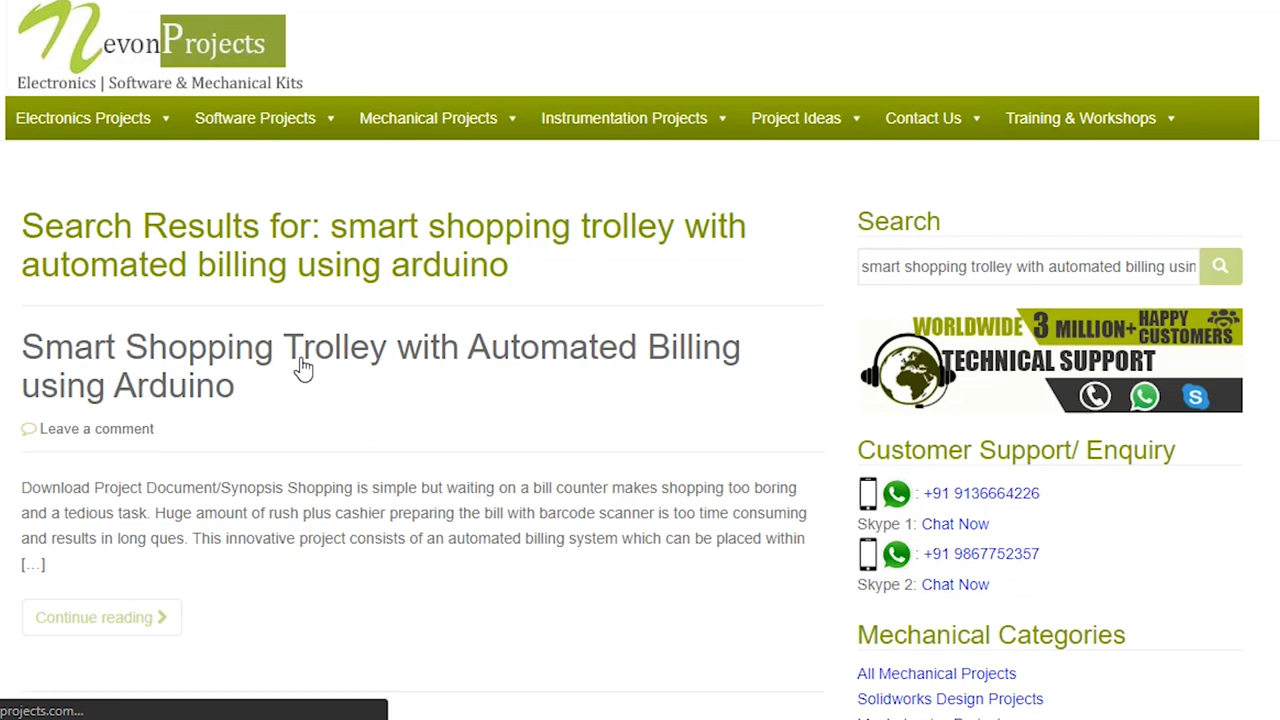 NevonProjects
Electronics | Software & Mechanical Kits
Electronics Projects Software Projects Mechanical Projects Instrumentation Projects Project Ideas Contact Us Training & Workshops
Search Results for: smart shopping trolley with
automated billing using arduino
Smart Shopping Trolley with Automated Billing
using Arduino
Leave a comment
Download Project Document/Synopsis Shopping is simple but waiting on a bill counter makes shopping too boring
and a tedious task. Huge amount of rush plus cashier preparing the bill with barcode scanner is too time consuming
and results in long ques. This innovative project consists of an automated billing system which can be placed within
[...]
Continue reading
Search
smart shopping trolley with automated billing usin
WORLDWIDE 3 MILLION+ HAPPY CUSTOMERS
TECHNICAL SUPPORT
Customer Support/ Enquiry
: +91 9136664226
Skype 1: Chat Now
: +91 9867752357
Skype 2: Chat Now
Mechanical Categories
All Mechanical Projects
Solidworks Design Projects
projects.com...